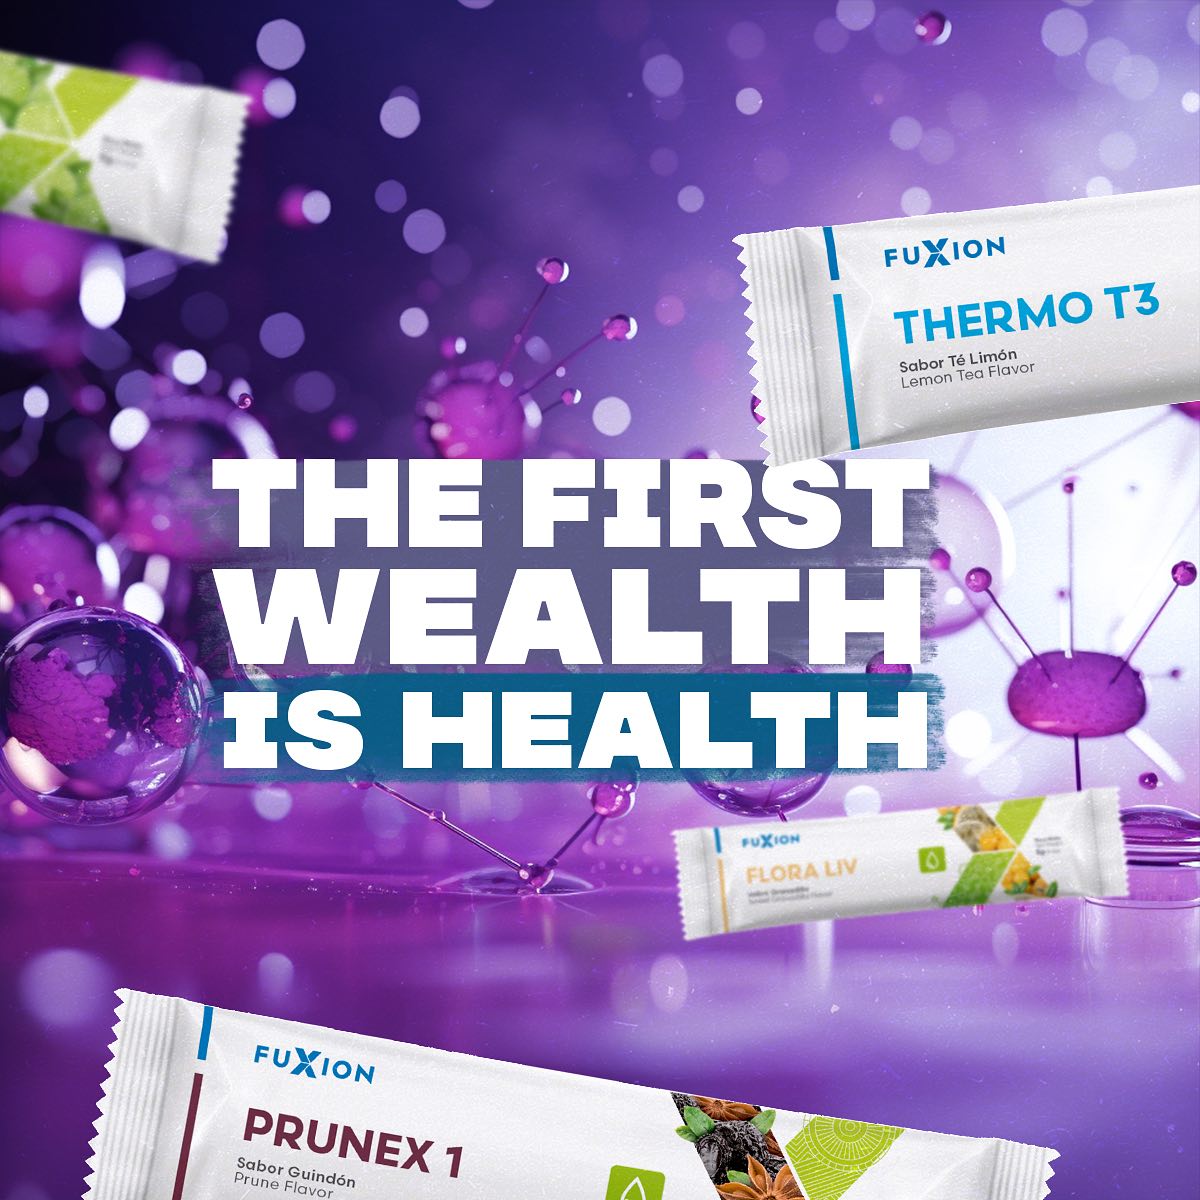 FUXION
THERMO T3
Sabor Té Limón
Lemon Tea Flavor
THE FIRST
WEALTH
IS HEALTH
FUXION
FLORA LIV
FUXION
PRUNEX 1
Sabor Guindón
Prune Flavor